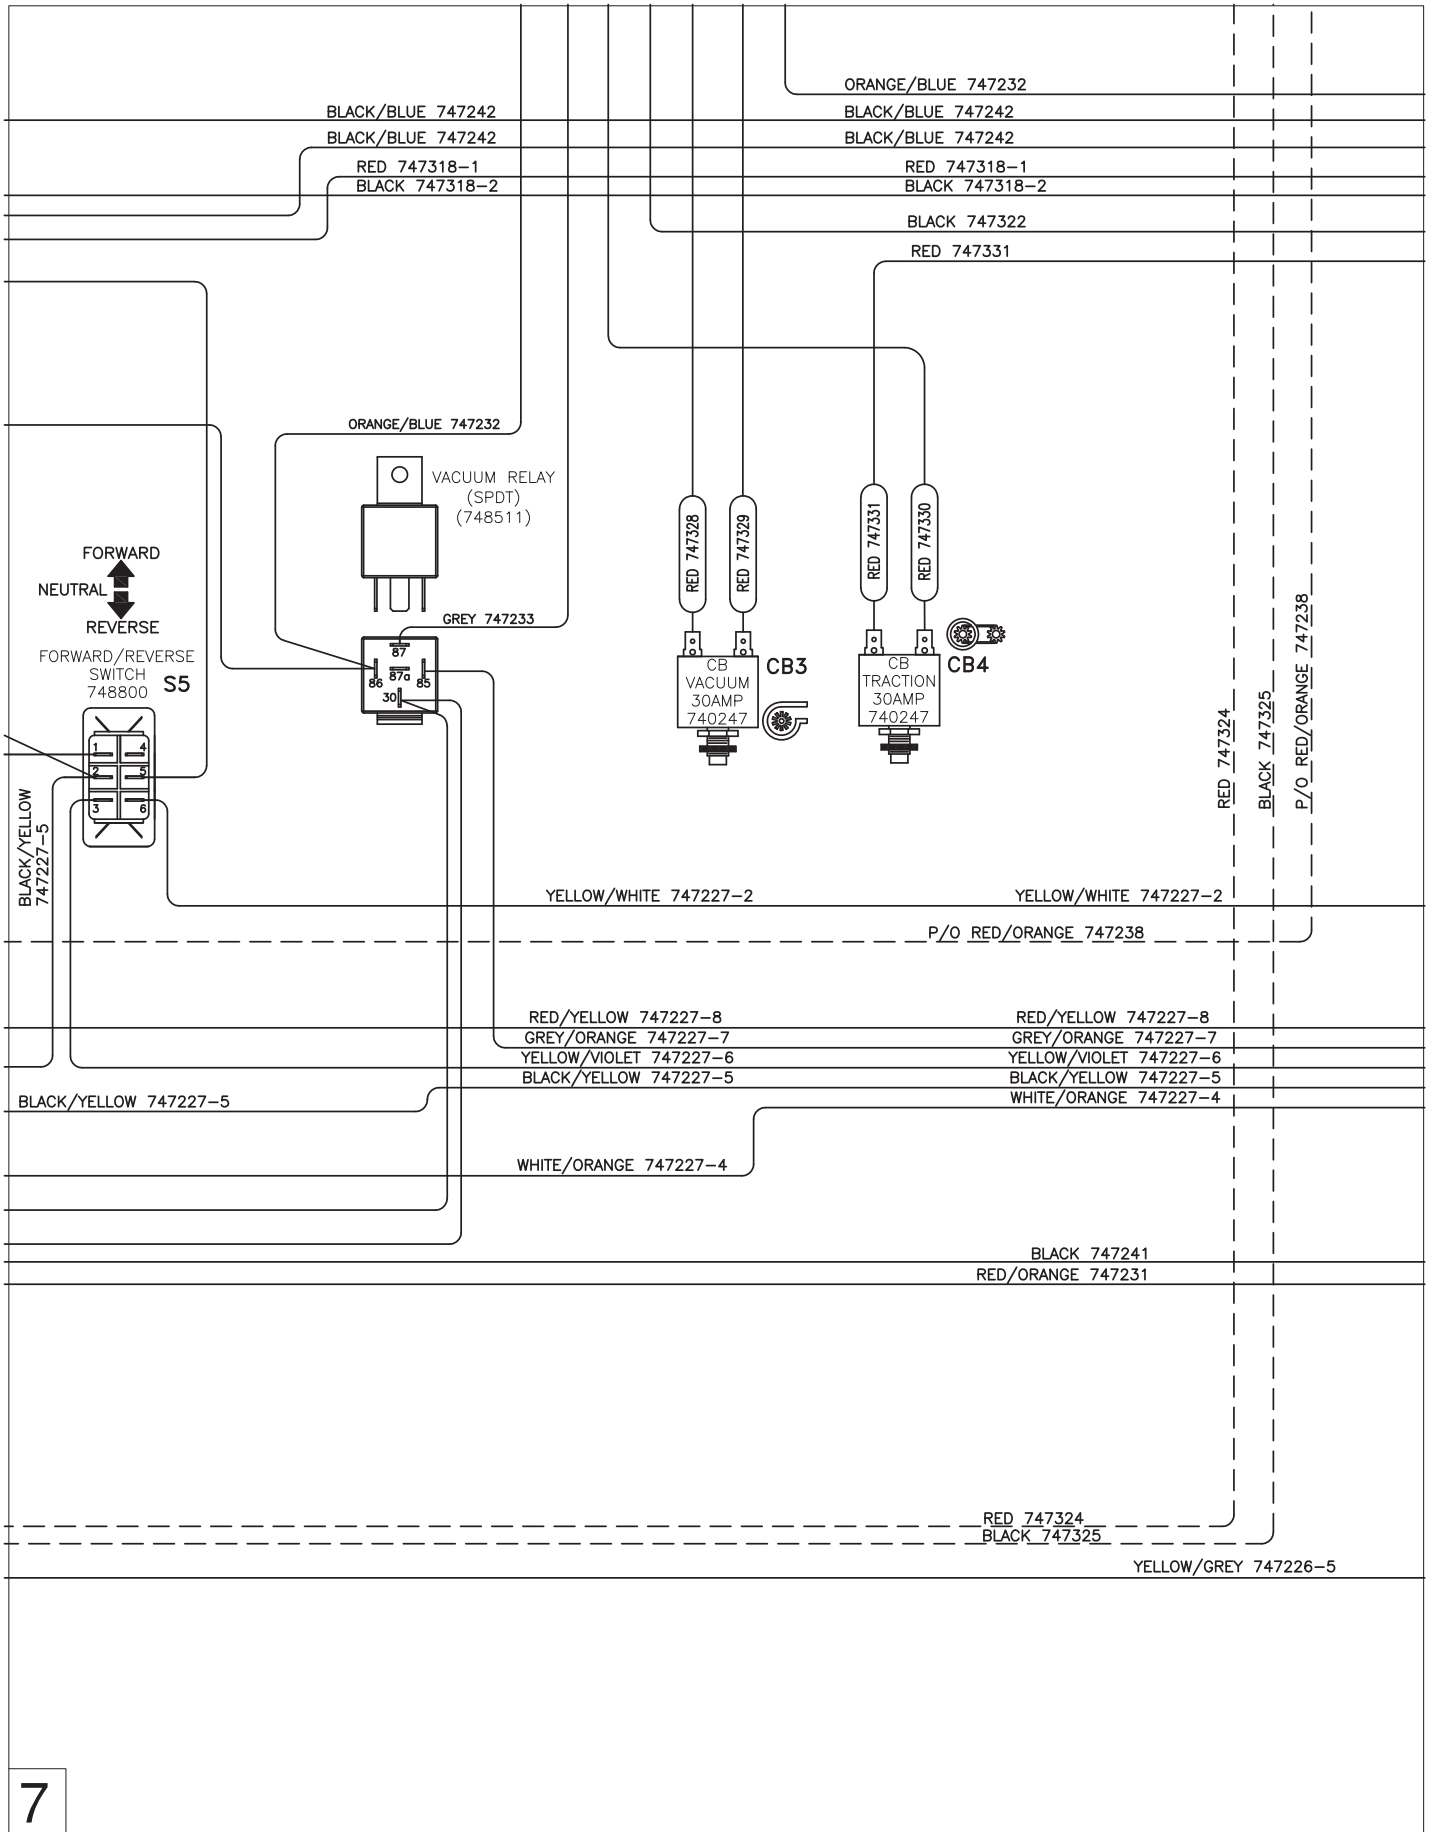 ORANGE/BLUE 747232
BLACK/BLUE 747242
BLACK/BLUE 747242
BLACK/BLUE 747242
BLACK/BLUE 747242
RED 747318-1
RED 747318-1
BLACK 747318-2
BLACK 747318-2
BLACK 747322
RED 747331
ORANGE/BLUE 747232
VACUUM RELAY
(SPDT)
(748511)
RED 747328
RED 747329
RED 747331
RED 747330
FORWARD
NEUTRAL
REVERSE
FORWARD/REVERSE
SWITCH
748800
S5
GREY 747233
87
87a
86
85
30
CB
VACUUM
30AMP
740247
CB3
CB
TRACTION
30AMP
740247
CB4
RED 747324
BLACK 747325
P/O RED/ORANGE 747238
1
4
2
5
3
6
BLACK/YELLOW
747227-5
YELLOW/WHITE 747227-2
YELLOW/WHITE 747227-2
P/O RED/ORANGE 747238
RED/YELLOW 747227-8
RED/YELLOW 747227-8
GREY/ORANGE 747227-7
GREY/ORANGE 747227-7
YELLOW/VIOLET 747227-6
YELLOW/VIOLET 747227-6
BLACK/YELLOW 747227-5
BLACK/YELLOW 747227-5
BLACK/YELLOW 747227-5
WHITE/ORANGE 747227-4
WHITE/ORANGE 747227-4
BLACK 747241
RED/ORANGE 747231
RED 747324
BLACK 747325
YELLOW/GREY 747226-5
7